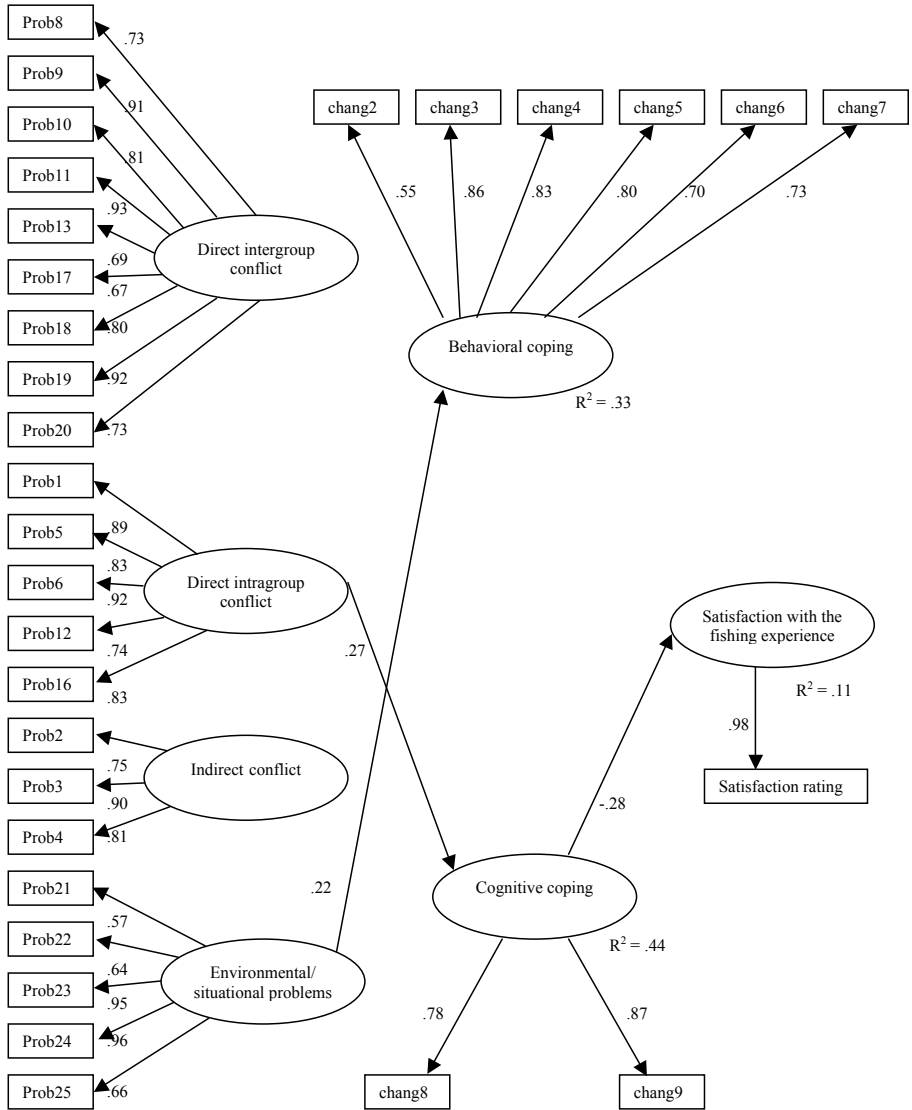 Prob8
.73
Prob9
.91
Prob10
.81
Prob11
.93
Prob13
.69
Prob17
.67
Prob18
.80
Prob19
.92
Prob20
.73
Direct intergroup
conflict
chang2
chang3
chang4
chang5
chang6
chang7
.55
.86
.83
.80
.70
.73
Behavioral coping
R² = .33
Prob1
.89
Prob5
.83
Prob6
.92
Prob12
.74
Prob16
.83
Direct intragroup
conflict
.27
Prob2
.75
Prob3
.90
Prob4
.81
Indirect conflict
Satisfaction with the
fishing experience
R² = .11
.98
Satisfaction rating
-.28
.22
Cognitive coping
R² = .44
Prob21
.57
Prob22
.64
Prob23
.95
Prob24
.96
Prob25
.66
Environmental/
situational problems
.78
.87
chang8
chang9